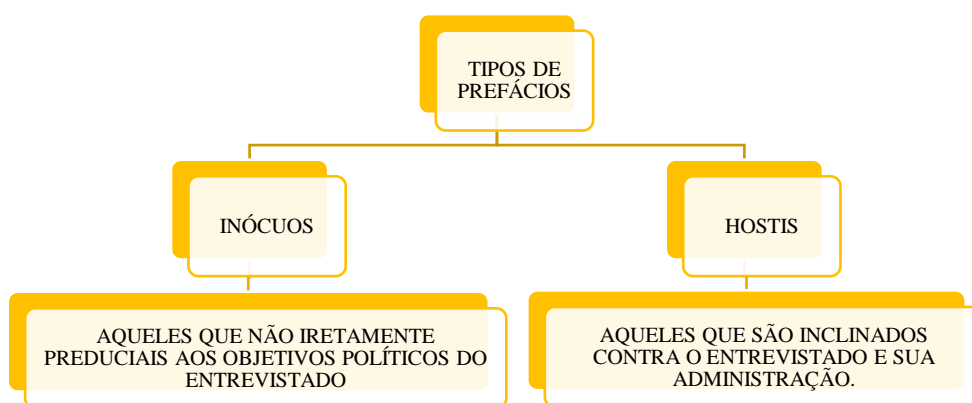 TIPOS DE
PREFÁCIOS
INÓCUOS
HOSTIS
AQUELES QUE NÃO IRETAMENTE
PREDUCIAIS AOS OBJETIVOS POLÍTICOS DO
ENTREVISTADO
AQUELES QUE SÃO INCLINADOS
CONTRA O ENTREVISTADO E SUA
ADMINISTRAÇÃO.